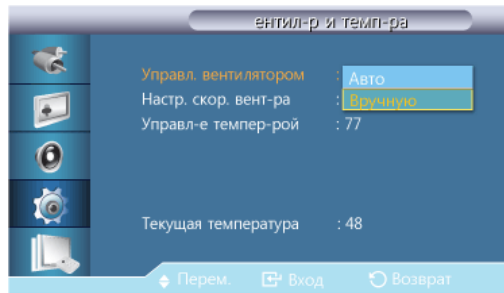 ентил-р и темп-ра
Управл. вентилятором : Авто
Настр. скор. вент-ра : Вручную
Управл-е темпер-рой : 77
Текущая температура : 48
Перем. Вход Возврат